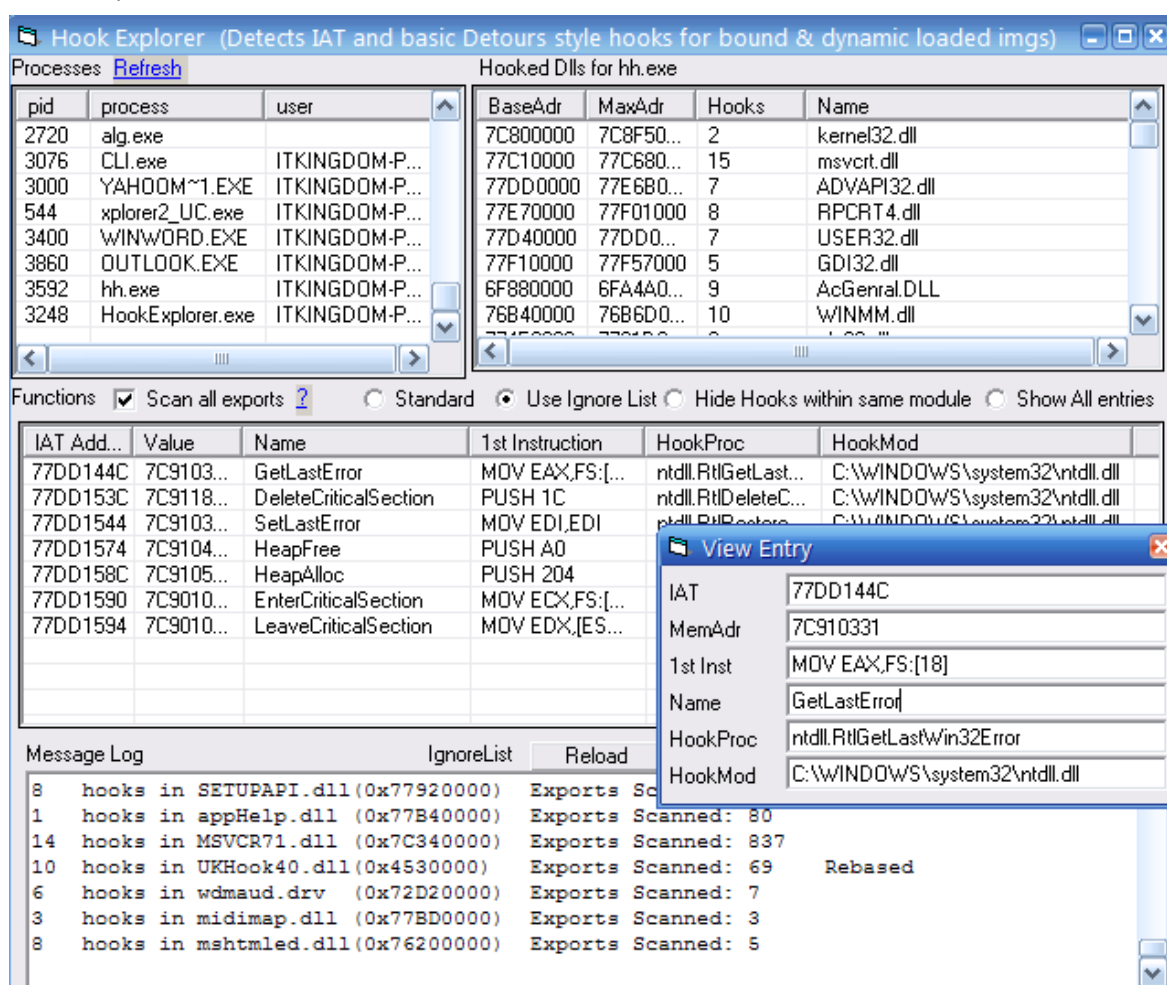 Hook Explorer (Detects IAT and basic Detours style hooks for bound & dynamic loaded imgs)
Processes Refresh
pid process user
2720 alg.exe
3076 CLI.exe ITKINGDOM-P...
3000 YAHOOM~1.EXE ITKINGDOM-P...
544 xplorer2_UC.exe ITKINGDOM-P...
3400 WINWORD.EXE ITKINGDOM-P...
3860 OUTLOOK.EXE ITKINGDOM-P...
3592 hh.exe ITKINGDOM-P...
3248 HookExplorer.exe ITKINGDOM-P...
Hooked Dlls for hh.exe
BaseAdr MaxAdr Hooks Name
7C800000 7C8F50... 2 kernel32.dll
77C10000 77C680... 15 msvcrt.dll
77DD0000 77E6B0... 7 ADVAPI32.dll
77E70000 77F01000 8 RPCRT4.dll
77D40000 77DD0... 7 USER32.dll
77F10000 77F57000 5 GDI32.dll
6F880000 6FA4A0... 9 AcGenral.DLL
76B40000 76B6D0... 10 WINMM.dll
Functions Scan all exports ? Standard Use Ignore List Hide Hooks within same module Show All entries
IAT Add... Value Name 1st Instruction HookProc HookMod
77DD144C 7C9103... GetLastError MOV EAX,FS:[... ntdll.RtlGetLast... C:\WINDOWS\system32\ntdll.dll
77DD153C 7C9118... DeleteCriticalSection PUSH 1C ntdll.RtlDeleteC... C:\WINDOWS\system32\ntdll.dll
77DD1544 7C9103... SetLastError MOV EDI,EDI
77DD1574 7C9104... HeapFree PUSH A0
77DD158C 7C9105... HeapAlloc PUSH 204
77DD1590 7C9010... EnterCriticalSection MOV ECX,FS:[...
77DD1594 7C9010... LeaveCriticalSection MOV EDX,[ES...
View Entry
IAT 77DD144C
MemAdr 7C910331
1st Inst MOV EAX,FS:[18]
Name GetLastError
HookProc ntdll.RtlGetLastWin32Error
HookMod C:\WINDOWS\system32\ntdll.dll
Message Log IgnoreList Reload
8 hooks in SETUPAPI.dll(0x77920000) Exports
1 hooks in appHelp.dll (0x77B40000) Exports Scanned: 80
14 hooks in MSVCR71.dll (0x7C340000) Exports Scanned: 837
10 hooks in UKHook40.dll(0x4530000) Exports Scanned: 69 Rebased
6 hooks in wdmaud.drv (0x72D20000) Exports Scanned: 7
3 hooks in midimap.dll (0x77BD0000) Exports Scanned: 3
8 hooks in mshtmled.dll(0x76200000) Exports Scanned: 5